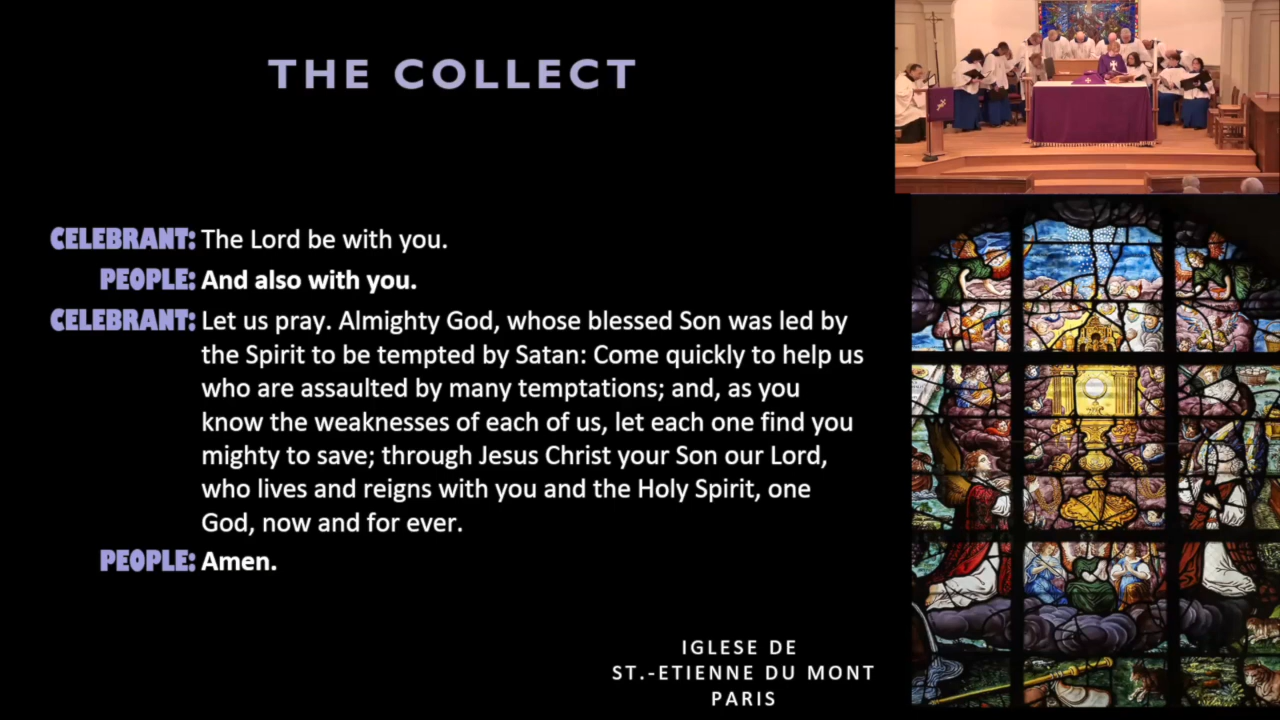 THE COLLECT
CELEBRANT: The Lord be with you.
PEOPLE: And also with you.
CELEBRANT: Let us pray. Almighty God, whose blessed Son was led by
the Spirit to be tempted by Satan: Come quickly to help us
who are assaulted by many temptations; and, as you
know the weaknesses of each of us, let each one find you
mighty to save; through Jesus Christ your Son our Lord,
who lives and reigns with you and the Holy Spirit, one
God, now and for ever.
PEOPLE: Amen.
IGLESE DE
ST.-ETIENNE DU MONT
PARIS